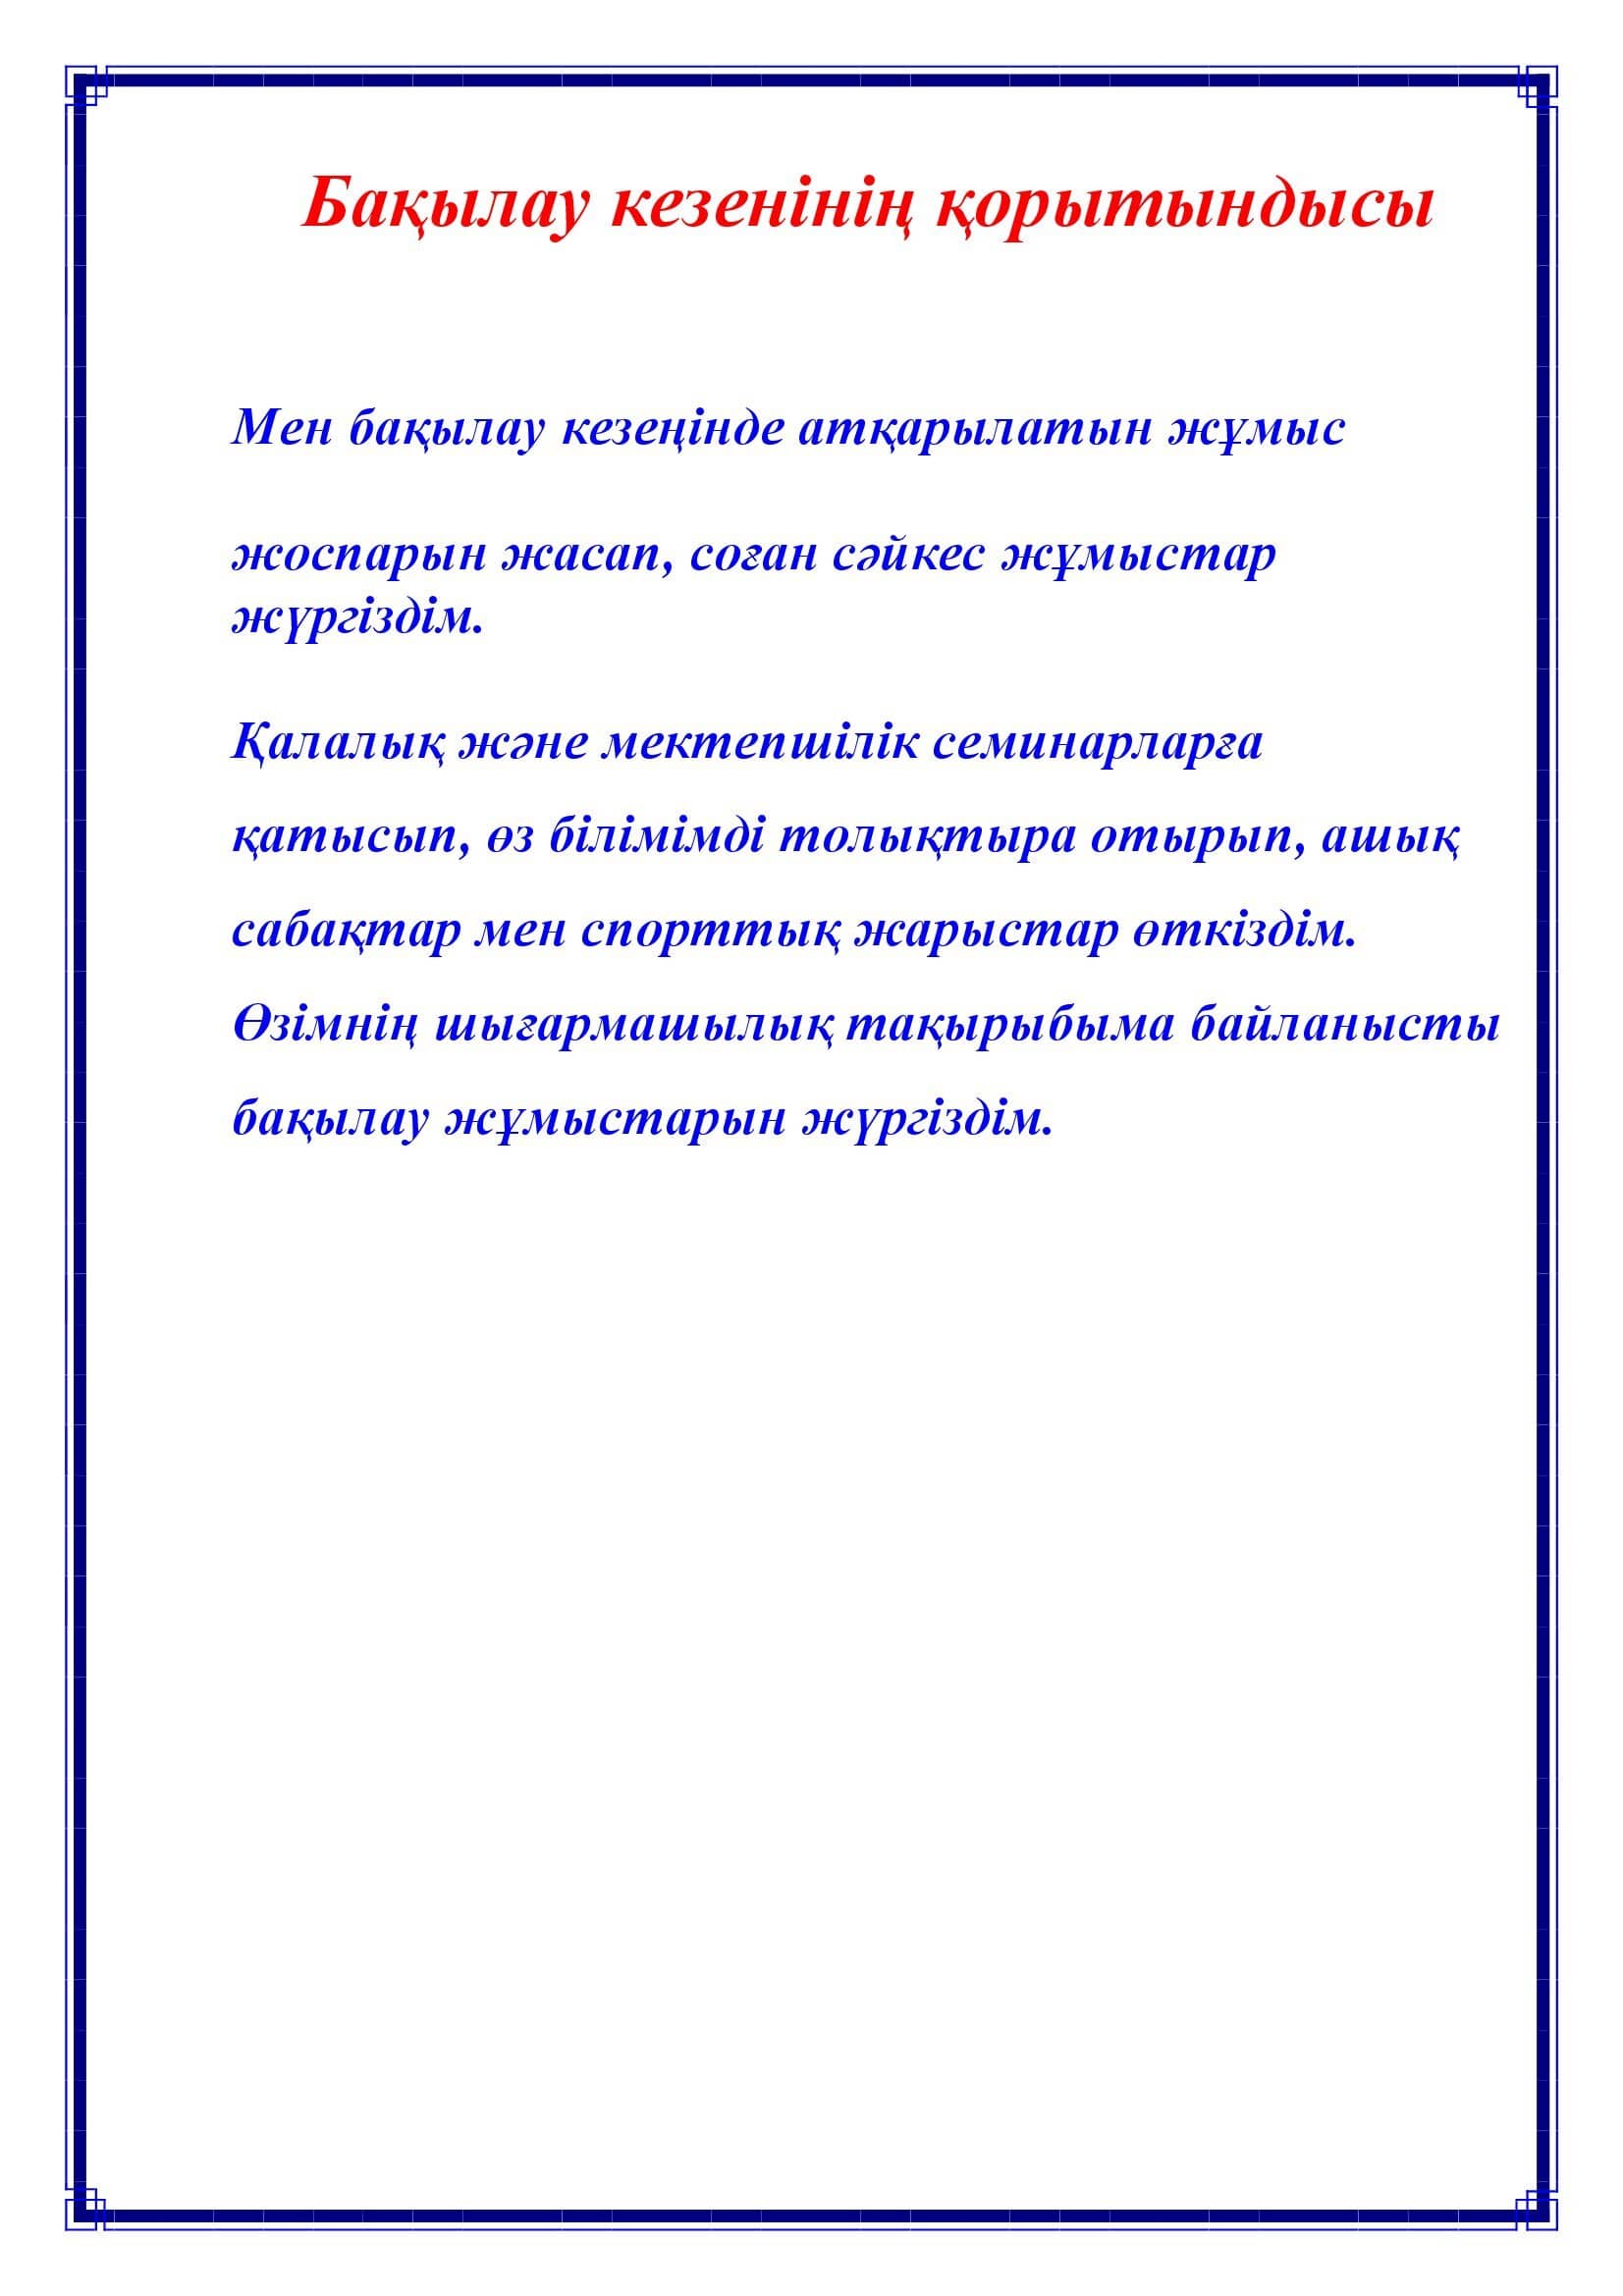 Бақылау кезенінің қорытындысы
Мен бақылау кезеңінде атқарылатын жұмыс
жоспарын жасап, соған сәйкес жұмыстар
жүргіздім.
Қалалық және мектепшілік семинарларға
қатысып, өз білімімді толықтыра отырып, ашық
сабақтар мен спорттық жарыстар өткіздім.
Өзімнің шығармашылық тақырыбыма байланысты
бақылау жұмыстарын жүргіздім.